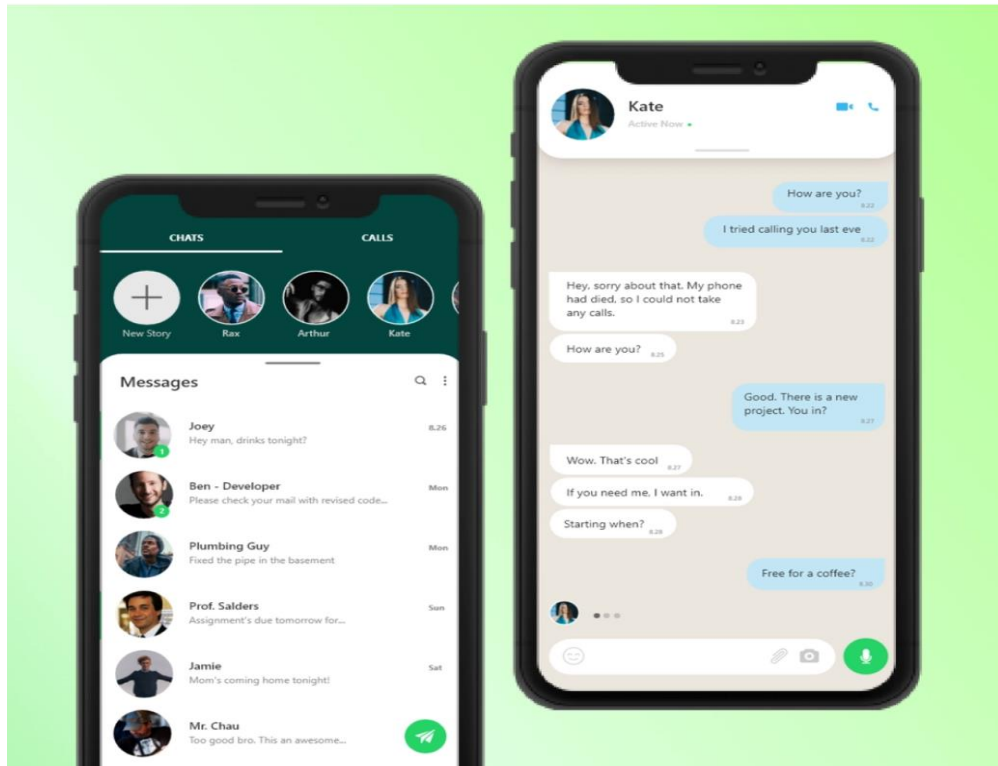 CHATS
CALLS
New Story
Rax
Arthur
Kate
Messages
Joey
8.26
Hey man, drinks tonight?
1
Ben - Developer
Mon
Please check your mail with revised code...
2
Plumbing Guy
Mon
Fixed the pipe in the basement
Prof. Salders
Sun
Assignment's due tomorrow for...
Jamie
Sat
Mom's coming home tonight!
Mr. Chau
Too good bro. This an awesome...
Kate
Active Now
How are you?
8.22
I tried calling you last eve
8.22
Hey, sorry about that. My phone
had died, so I could not take
any calls.
8.25
How are you?
8.25
Good. There is a new
project. You in?
8.27
Wow. That's cool
8.27
If you need me, I want in.
8.28
Starting when?
8.28
Free for a coffee?
8.30